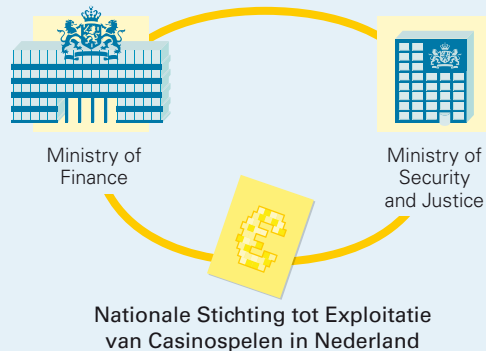 Ministry of
Finance
Ministry of
Security
and Justice
€
Nationale Stichting tot Exploitatie
van Casinospelen in Nederland